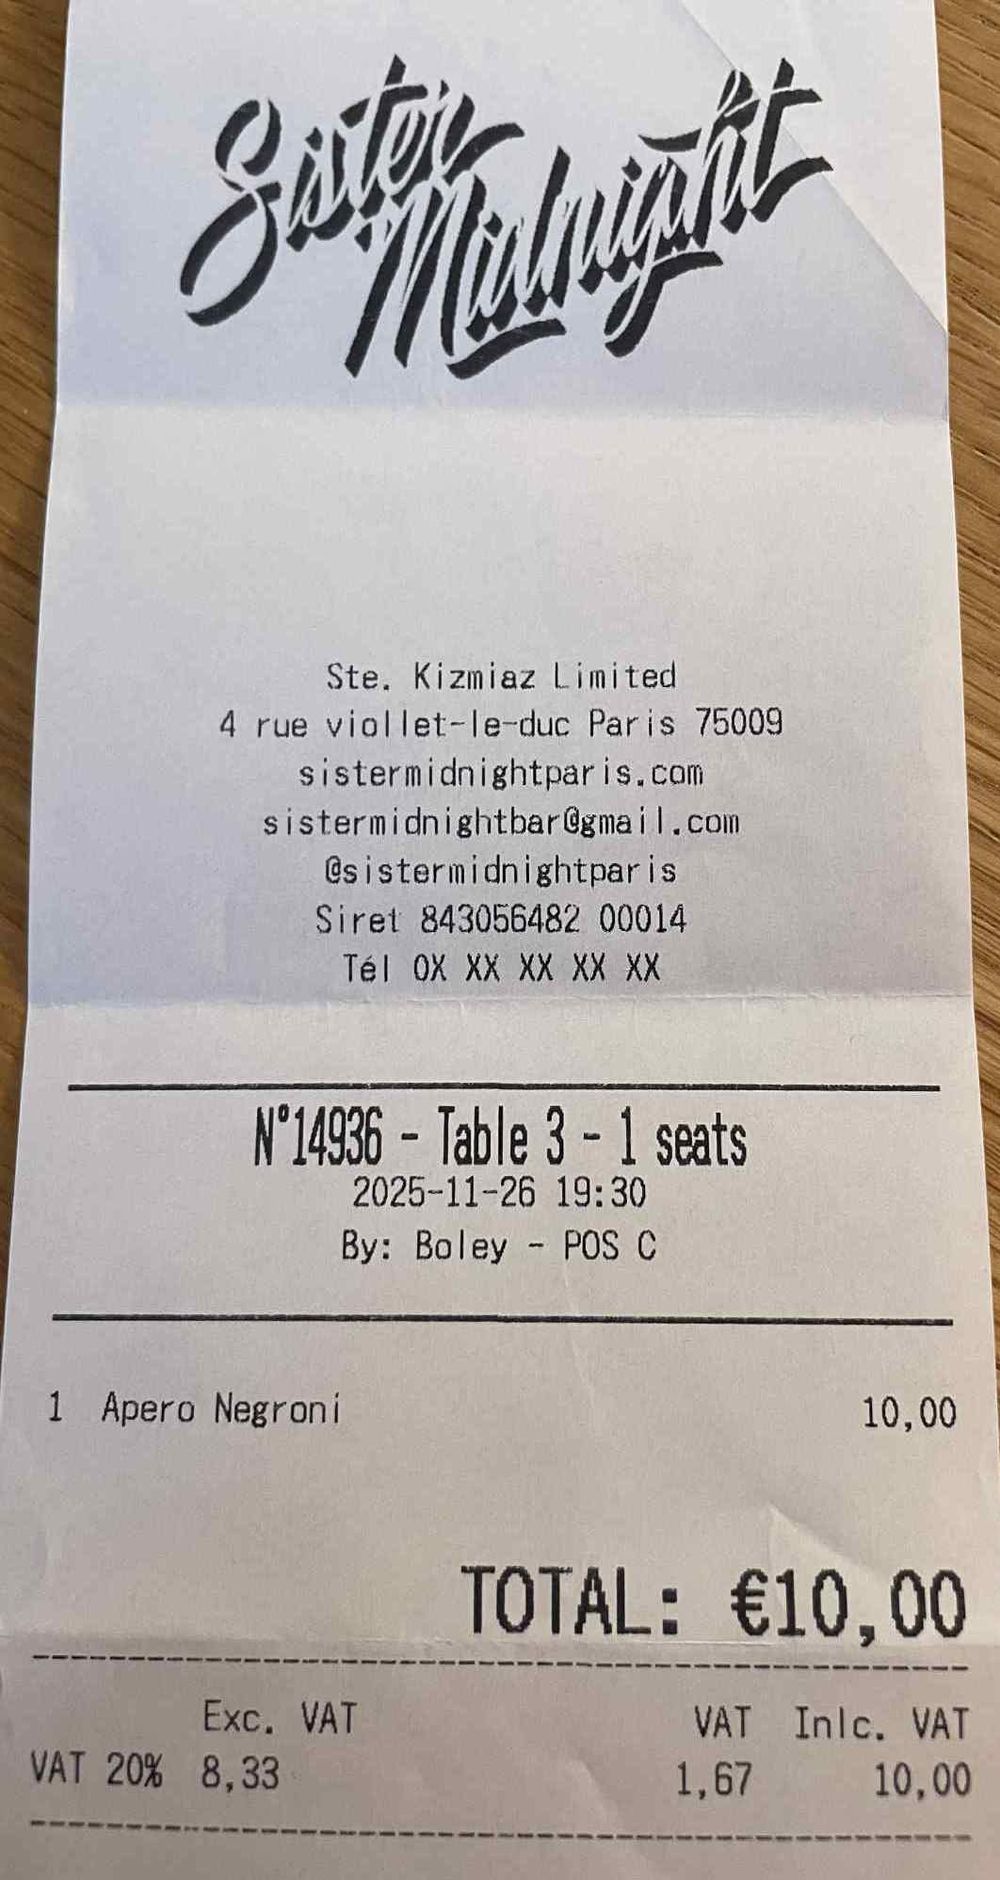 Sister
Midnight
Ste. Kizmiaz Limited
4 rue viollet-le-duc Paris 75009
sistermidnightparis.com
sistermidnightbar@gmail.com
@sistermidnightparis
Siret 843056482 00014
Tél 0X XX XX XX XX
N°14936 - Table 3 - 1 seats
2025-11-26 19:30
By: Boley - POS C
1 Apero Negroni 10,00
TOTAL: €10,00
Exc. VAT VAT Inlc. VAT
VAT 20% 8,33 1,67 10,00